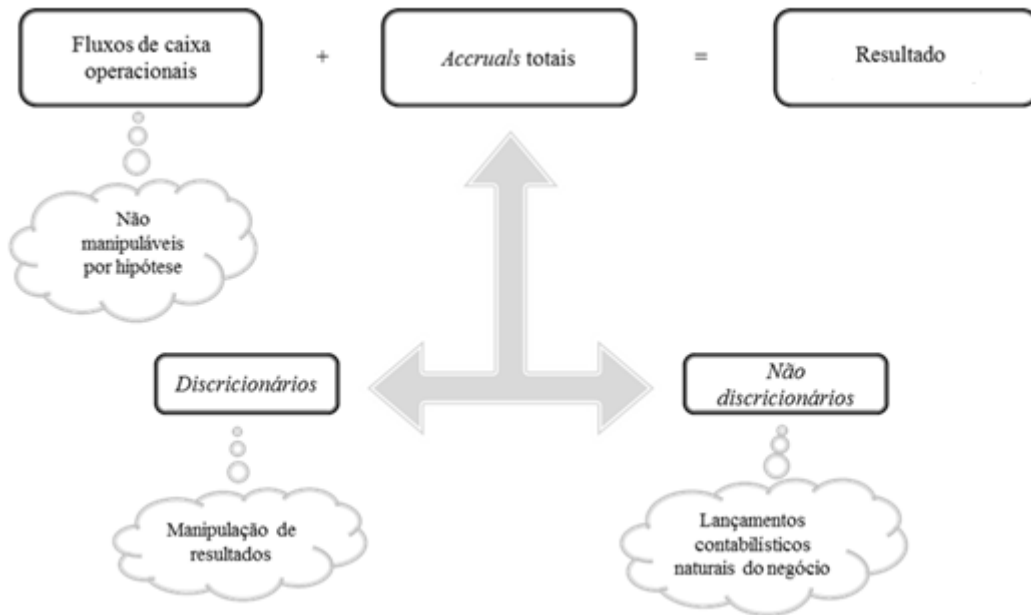 Fluxos de caixa
operacionais
+
Accruals totais
=
Resultado
Não
manipuláveis
por hipótese
Discricionários
Não
discricionários
Manipulação de
resultados
Lançamentos
contabilísticos
naturais do negócio